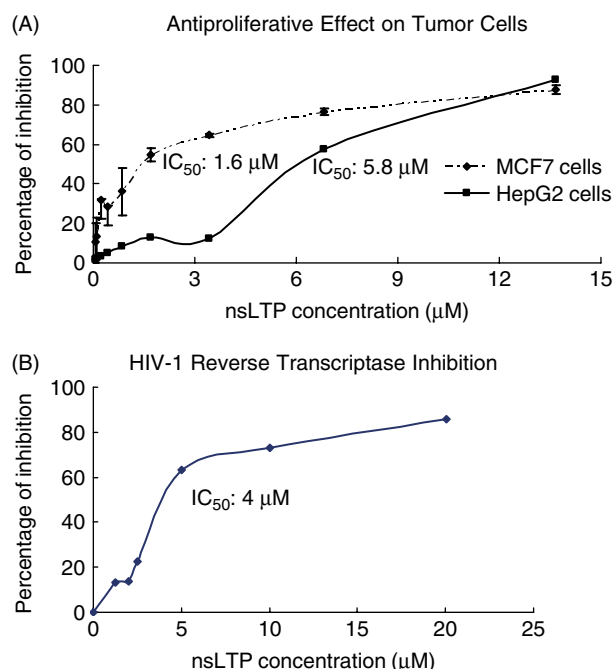 (A)
Antiproliferative Effect on Tumor Cells
Percentage of inhibition
100
80
60
40
20
0
IC50: 1.6 μM
IC50: 5.8 μM
MCF7 cells
HepG2 cells
0 3 6 9 12 15
nsLTP concentration (μM)
(B)
HIV-1 Reverse Transcriptase Inhibition
Percentage of inhibition
100
80
60
40
20
0
IC50: 4 μM
0 5 10 15 20 25
nsLTP concentration (μM)